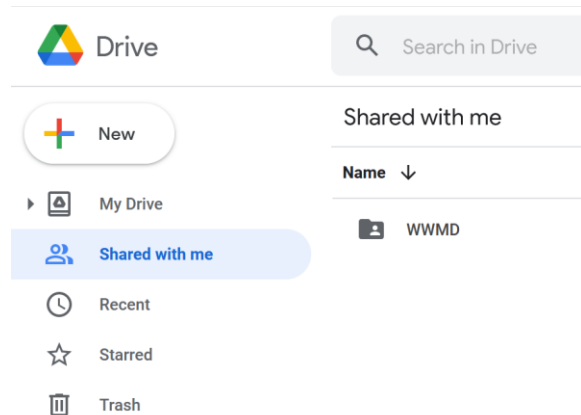 Drive
Search in Drive
New
Shared with me
Name
My Drive
WWMD
Shared with me
Recent
Starred
Trash